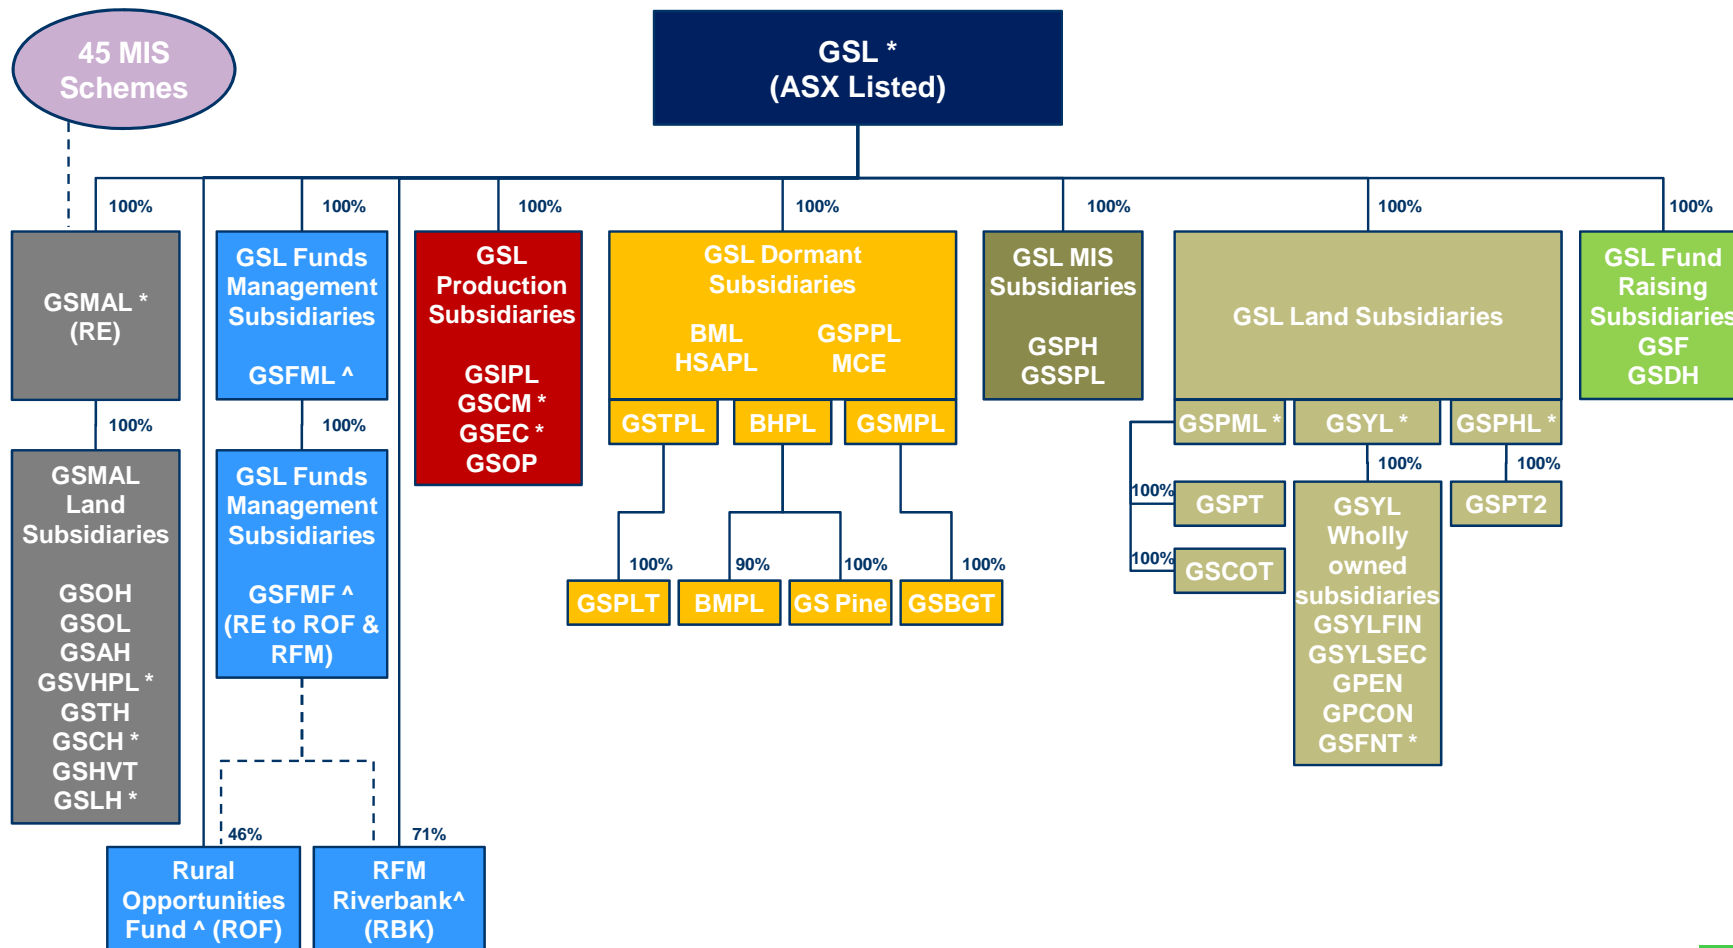 45 MIS
Schemes
GSL *
(ASX Listed)
100%
100%
100%
100%
100%
100%
100%
GSMAL *
(RE)
GSL Funds
Management
Subsidiaries
GSFML ^
GSL
Production
Subsidiaries
GSIPL
GSCM *
GSEC *
GSOP
GSL Dormant
Subsidiaries
BML
GSPPL
HSAPL
MCE
GSL MIS
Subsidiaries
GSPH
GSSPL
GSL Land Subsidiaries
GSL Fund
Raising
Subsidiaries
GSF
GSDH
GSTPL
BHPL
GSMPL
GSPML *
GSYL *
GSPHL *
100%
100%
GSMAL
Land
Subsidiaries
GSOH
GSOL
GSAH
GSVHPL *
GSTH
GSCH *
GSHVT
GSLH *
GSL Funds
Management
Subsidiaries
GSFMF ^
(RE to ROF &
RFM)
100%
90%
100%
100%
GSPLT
BMPL
GS Pine
GSBGT
100%
GSPT
100%
GSCOT
100%
GSYL
Wholly
owned
subsidiaries
GSYLFIN
GSYLSEC
GPEN
GPCON
GSFNT *
100%
GSPT2
46%
71%
Rural
Opportunities
Fund ^ (ROF)
RFM
Riverbank^
(RBK)